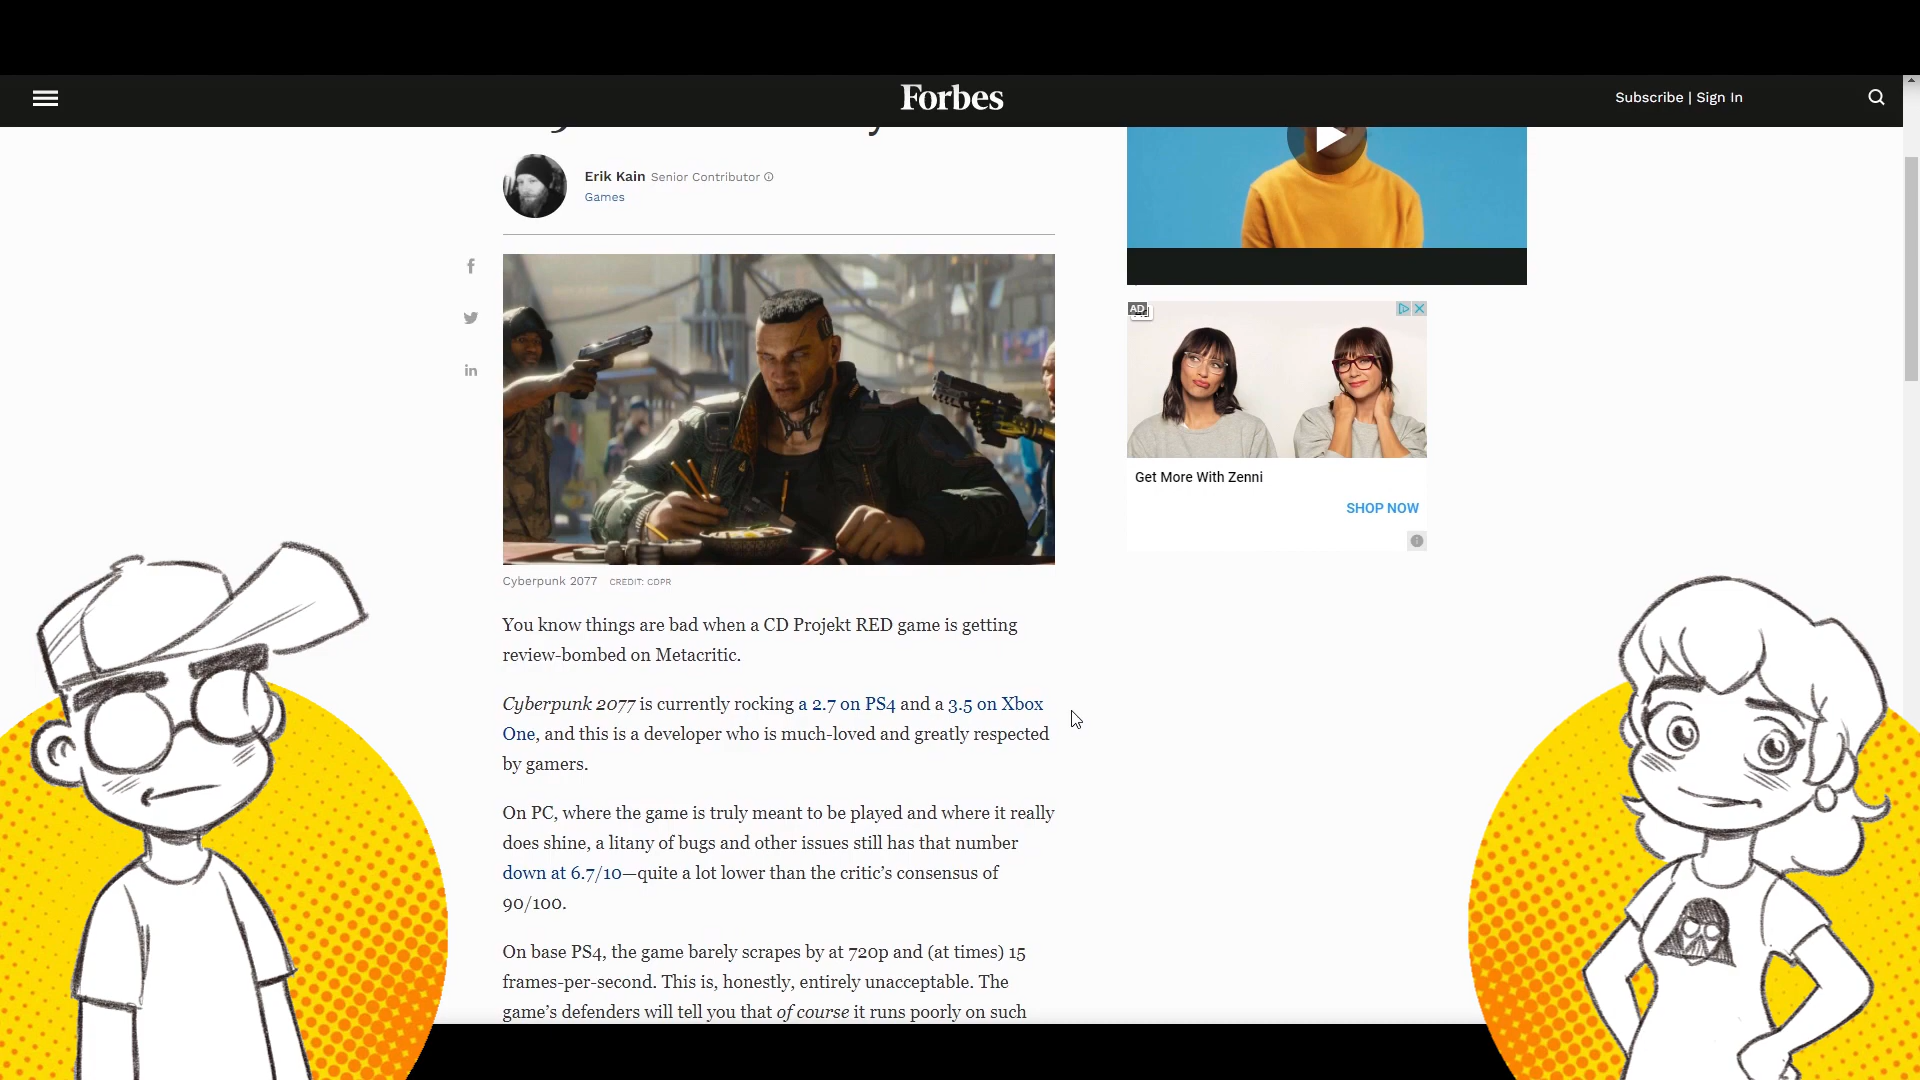 Forbes
Subscribe | Sign In
Erik Kain Senior Contributor
Games
AD
Get More With Zenni
SHOP NOW
Cyberpunk 2077 CREDIT: CDPR
You know things are bad when a CD Projekt RED game is getting
review-bombed on Metacritic.
Cyberpunk 2077 is currently rocking a 2.7 on PS4 and a 3.5 on Xbox
One, and this is a developer who is much-loved and greatly respected
by gamers.
On PC, where the game is truly meant to be played and where it really
does shine, a litany of bugs and other issues still has that number
down at 6.7/10—quite a lot lower than the critic's consensus of
90/100.
On base PS4, the game barely scrapes by at 720p and (at times) 15
frames-per-second. This is, honestly, entirely unacceptable. The
game's defenders will tell you that of course it runs poorly on such